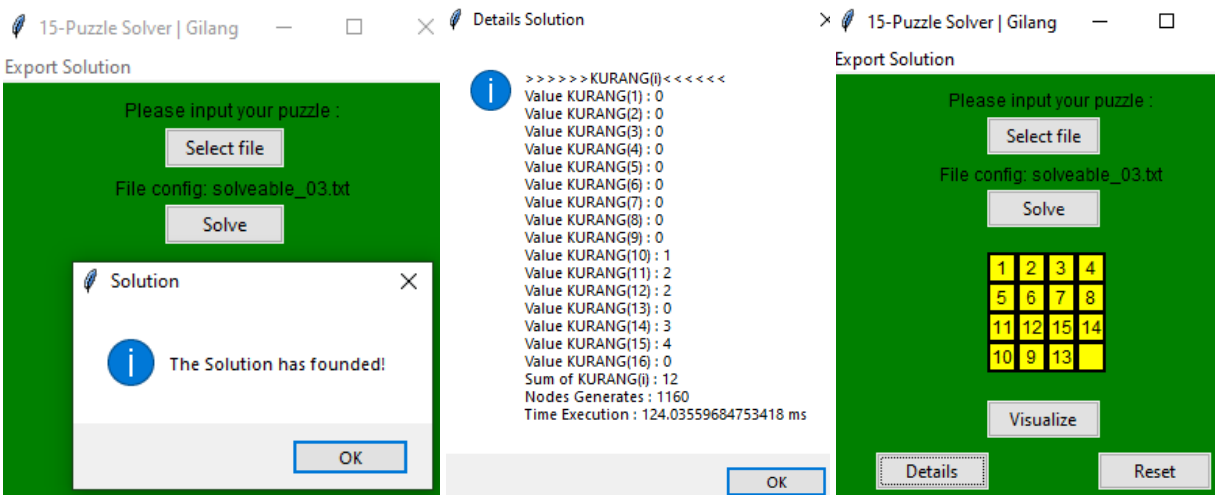 15-Puzzle Solver | Gilang
Export Solution
Please input your puzzle :
Select file
File config: solveable_03.txt
Solve
Solution
The Solution has founded!
OK
Details Solution
>>>>>>KURANG(i)<<<<<<
Value KURANG(1) : 0
Value KURANG(2) : 0
Value KURANG(3) : 0
Value KURANG(4) : 0
Value KURANG(5) : 0
Value KURANG(6) : 0
Value KURANG(7) : 0
Value KURANG(8) : 0
Value KURANG(9) : 0
Value KURANG(10) : 1
Value KURANG(11) : 2
Value KURANG(12) : 2
Value KURANG(13) : 0
Value KURANG(14) : 3
Value KURANG(15) : 4
Value KURANG(16) : 0
Sum of KURANG(i) : 12
Nodes Generates : 1160
Time Execution : 124.03559684753418 ms
OK
15-Puzzle Solver | Gilang
Export Solution
Please input your puzzle :
Select file
File config: solveable_03.txt
Solve
1 2 3 4
5 6 7 8
11 12 15 14
10 9 13
Visualize
Details Reset